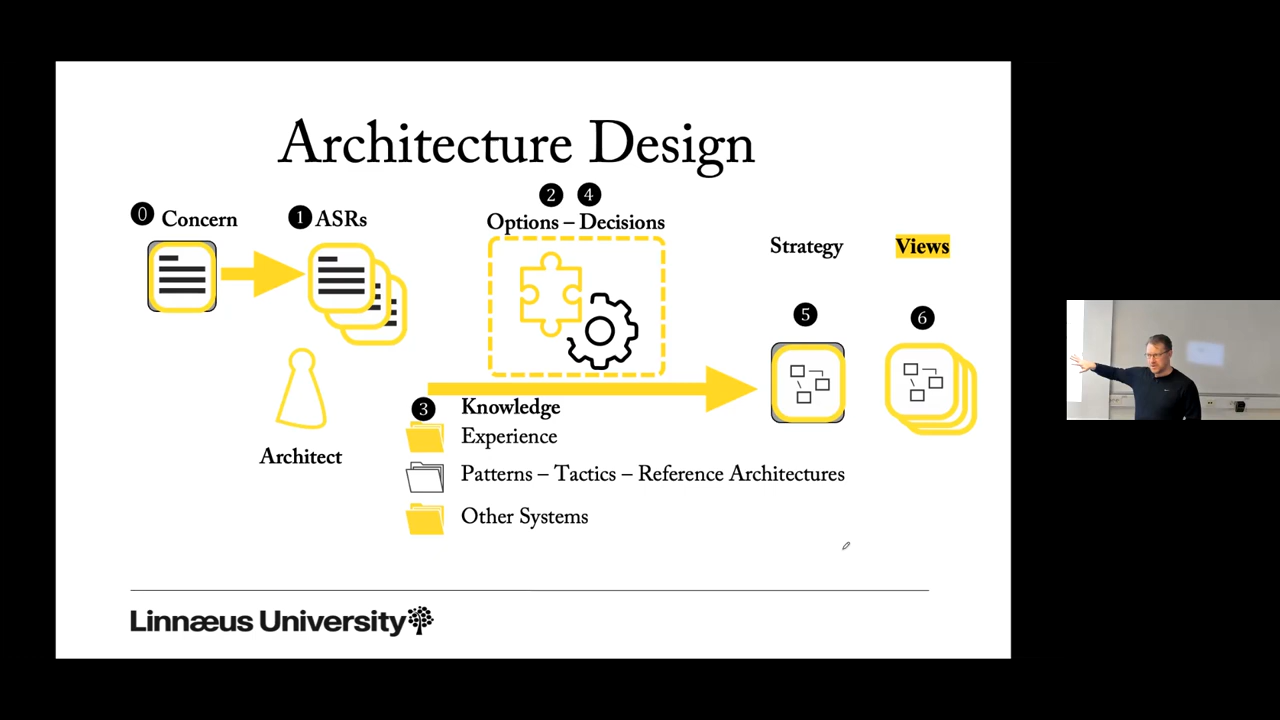 Architecture Design
2 4
0 Concern
1 ASRs
Options – Decisions
Strategy
Views
5
6
3 Knowledge
Experience
Architect
Patterns – Tactics – Reference Architectures
Other Systems
Linnæus University